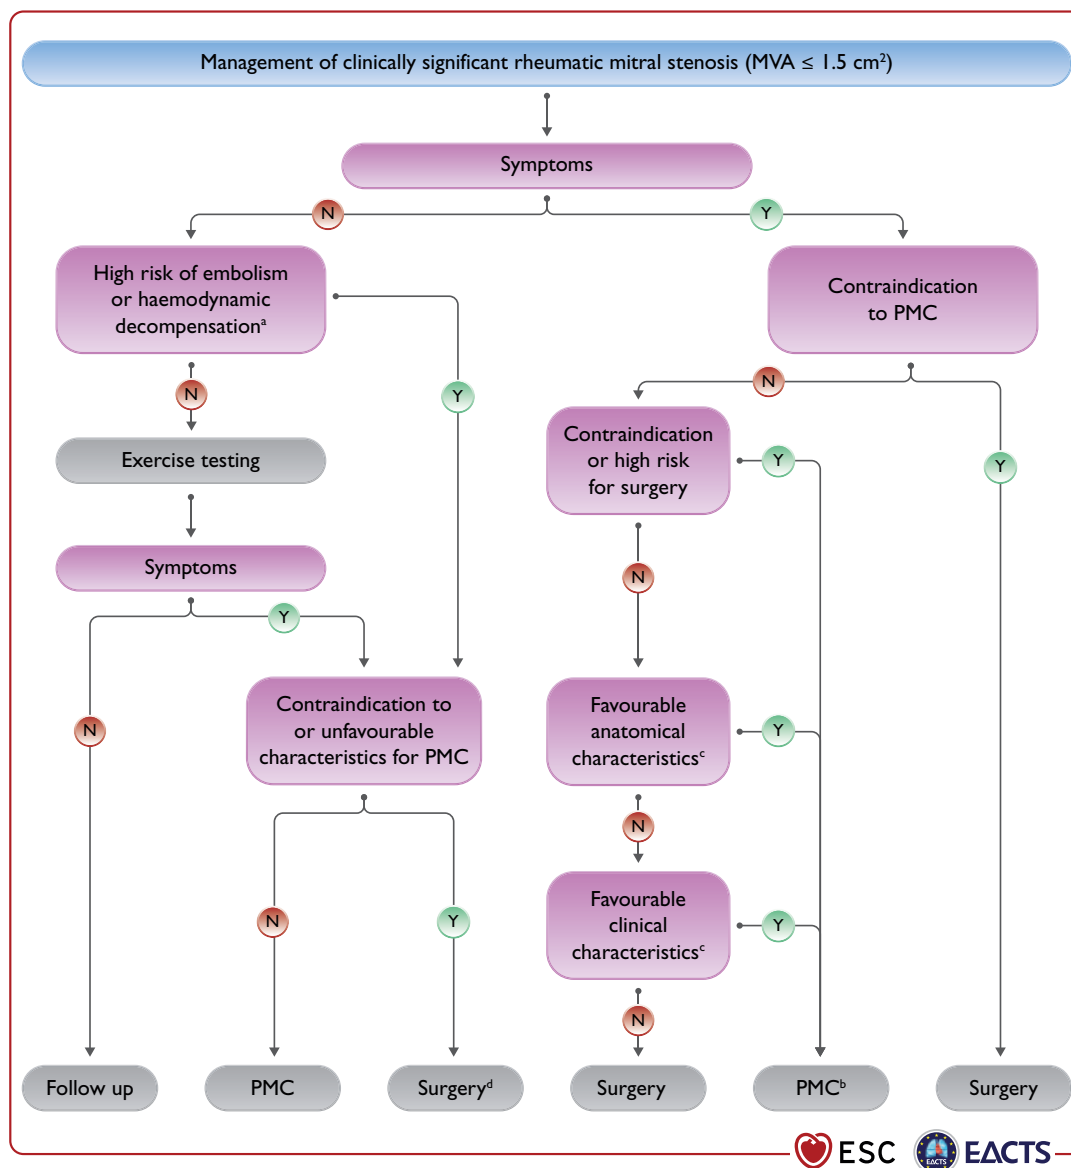 Management of clinically significant rheumatic mitral stenosis (MVA ≤ 1.5 cm²)
Symptoms
N
Y
High risk of embolism
or haemodynamic
decompensationᵃ
Contraindication
to PMC
N
Y
N
Y
Contraindication
or high risk
for surgery
Y
Exercise testing
N
Symptoms
Y
N
Contraindication to
or unfavourable
characteristics for PMC
Favourable
anatomical
characteristicsᶜ
Y
N
N
Y
Favourable
clinical
characteristicsᶜ
Y
N
Follow up
PMC
Surgeryᵈ
Surgery
PMCᵇ
Surgery
ESC
EACTS
EΔCTS